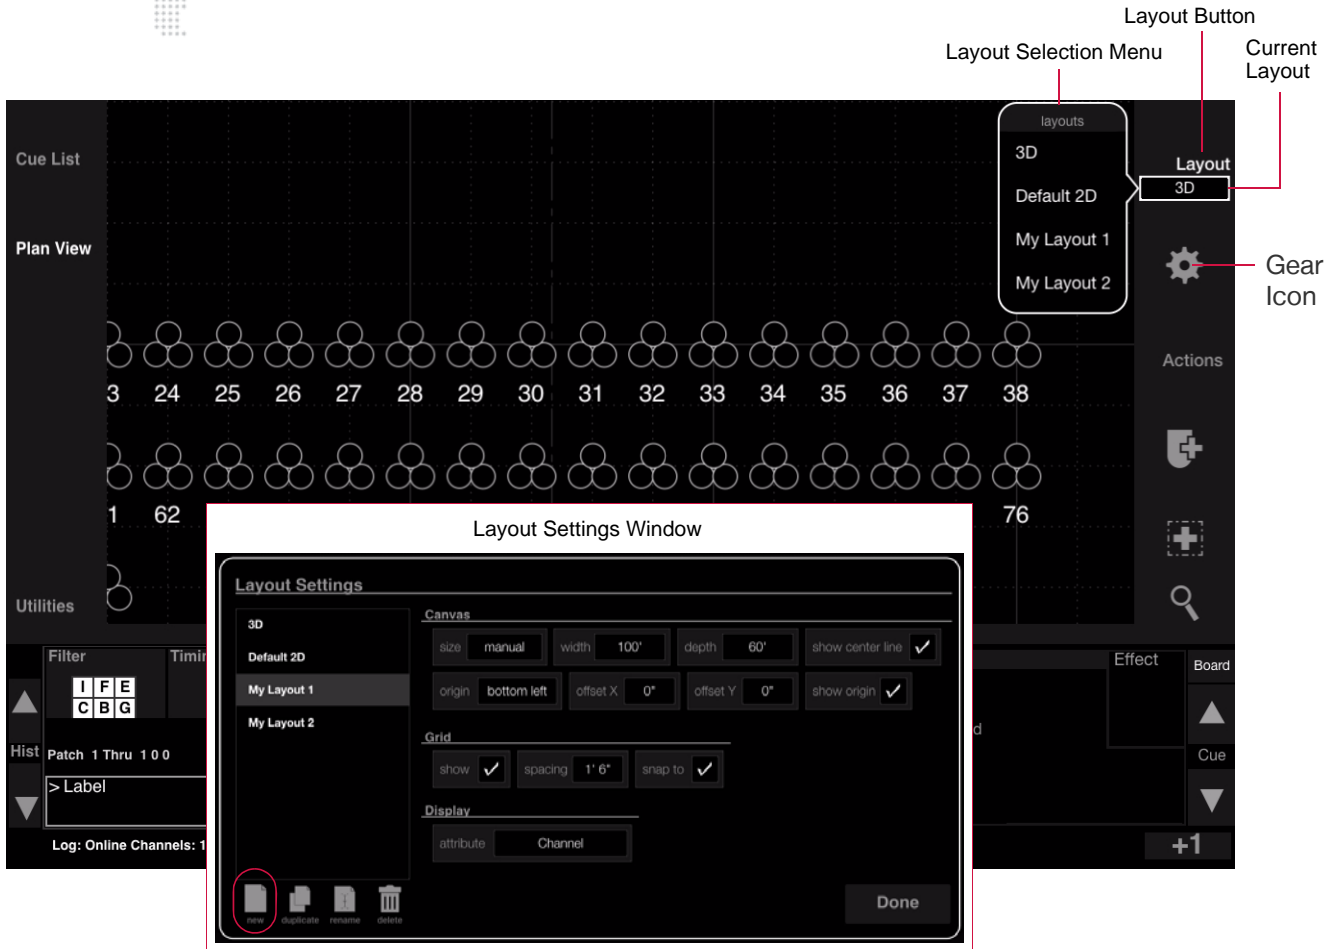 Layout Button
Layout Selection Menu
Current
Layout
layouts
Cue List
3D
Layout
3D
Default 2D
Plan View
My Layout 1
Gear
Icon
My Layout 2
Actions
3 24 25 26 27 28 29 30 31 32 33 34 35 36 37 38
1 62 76
Layout Settings Window
Layout Settings
Utilities
3D
Default 2D
My Layout 1
My Layout 2
Canvas
size manual width 100' depth 60' show center line
origin bottom left offset X 0" offset Y 0" show origin
Grid
show spacing 1' 6" snap to
Display
attribute Channel
new duplicate rename delete
Done
Filter
Timin
I F E
C B G
Hist
Patch 1 Thru 1 0 0
> Label
Log: Online Channels: 1
d
Effect
Board
Cue
+1